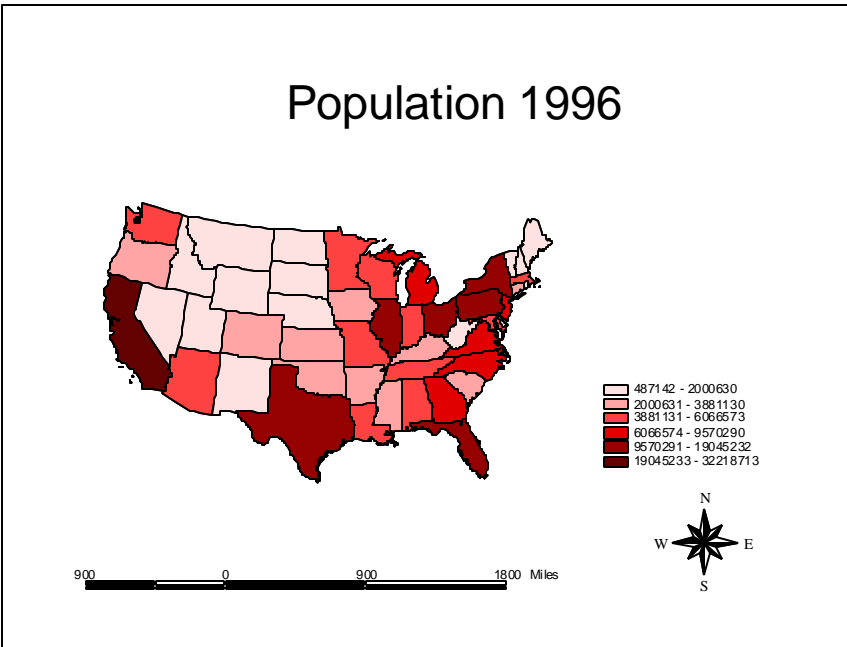 Population 1996
487142 - 2000630
2000631 - 3881130
3881131 - 6066573
6066574 - 9570290
9570291 - 19045232
19045233 - 32218713
N
W E
S
900 0 900 1800 Miles